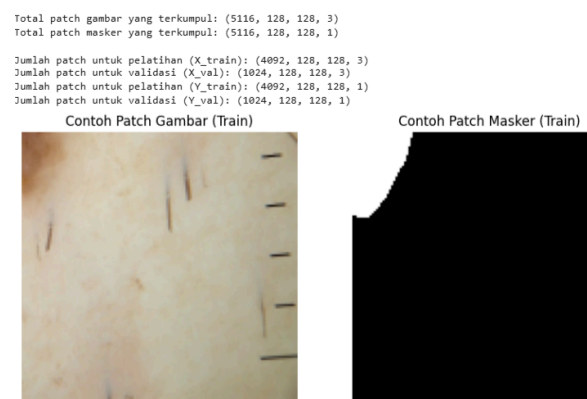 Total patch gambar yang terkumpul: (5116, 128, 128, 3)
Total patch masker yang terkumpul: (5116, 128, 128, 1)
Jumlah patch untuk pelatihan (X_train): (4092, 128, 128, 3)
Jumlah patch untuk validasi (X_val): (1024, 128, 128, 3)
Jumlah patch untuk pelatihan (Y_train): (4092, 128, 128, 1)
Jumlah patch untuk validasi (Y_val): (1024, 128, 128, 1)
Contoh Patch Gambar (Train)
Contoh Patch Masker (Train)